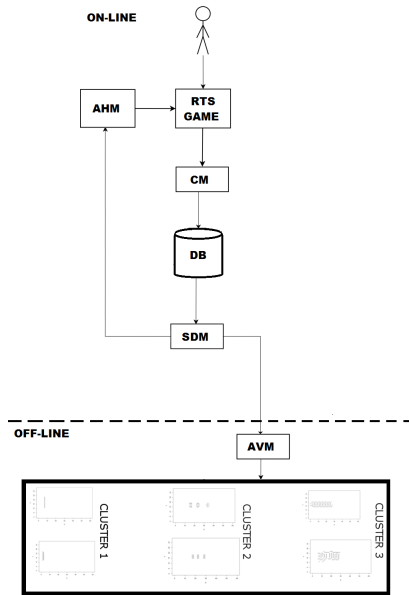 ON-LINE
AHM
RTS
GAME
CM
DB
SDM
OFF-LINE
AVM
CLUSTER 1
CLUSTER 2
CLUSTER 3